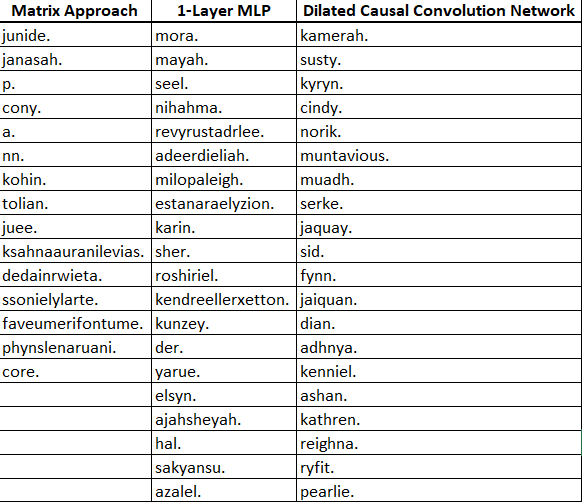 Matrix Approach 1-Layer MLP Dilated Causal Convolution Network
junide. mora. kamerah.
janasah. mayah. susty.
p. seel. kyryn.
cony. nihahma. cindy.
a. revyrustadrlee. norik.
nn. adeerdieliah. muntavious.
kohin. milopaleigh. muadh.
tolian. estanaraelyzion. serke.
juee. karin. jaquay.
ksahnaauranilevias. sher. sid.
dedainrwieta. roshiriel. fynn.
ssonielylarte. kendreellerxetton. jaiquan.
faveumerifontume. kunzey. dian.
phynslenaruani. der. adhnya.
core. yarue. kenniel.
elsyn. ashan.
ajahsheyah. kathren.
hal. reighna.
sakyansu. ryfit.
azalel. pearlie.